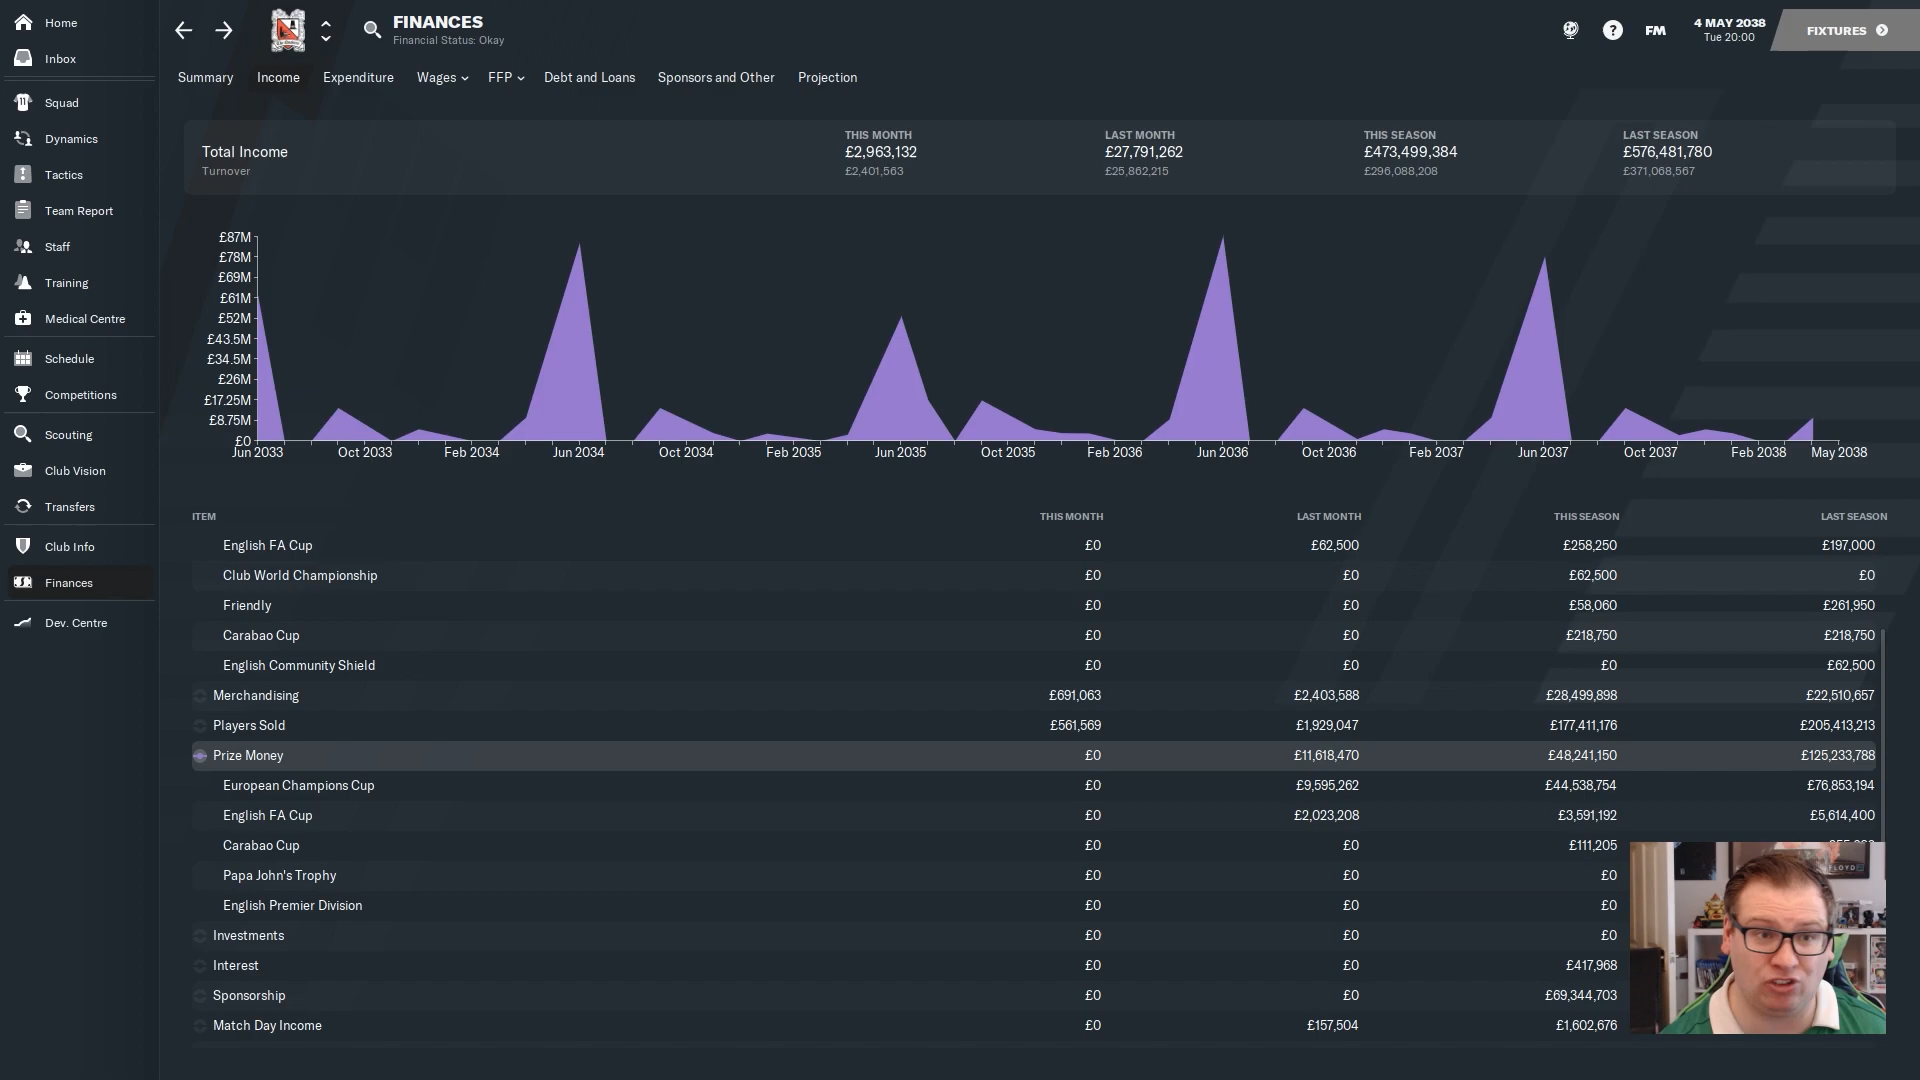 Home
Inbox
Squad
Dynamics
Tactics
Team Report
Staff
Training
Medical Centre
Schedule
Competitions
Scouting
Club Vision
Transfers
Club Info
Finances
Dev. Centre
FINANCES
Financial Status: Okay
FM
4 MAY 2038
Tue 20:00
FIXTURES
Summary Income Expenditure Wages FFP Debt and Loans Sponsors and Other Projection
THIS MONTH LAST MONTH THIS SEASON LAST SEASON
Total Income £2,963,132 £27,791,262 £473,499,384 £576,481,780
Turnover £2,401,563 £25,862,215 £296,088,208 £371,068,567
£87M
£78M
£69M
£61M
£52M
£43.5M
£34.5M
£26M
£17.25M
£8.75M
£0
Jun 2033 Oct 2033 Feb 2034 Jun 2034 Oct 2034 Feb 2035 Jun 2035 Oct 2035 Feb 2036 Jun 2036 Oct 2036 Feb 2037 Jun 2037 Oct 2037 Feb 2038 May 2038
ITEM THIS MONTH LAST MONTH THIS SEASON LAST SEASON
English FA Cup £0 £62,500 £258,250 £197,000
Club World Championship £0 £0 £62,500 £0
Friendly £0 £0 £58,060 £261,950
Carabao Cup £0 £0 £218,750 £218,750
English Community Shield £0 £0 £0 £62,500
Merchandising £691,063 £2,403,588 £28,499,898 £22,510,657
Players Sold £561,569 £1,929,047 £177,411,176 £205,413,213
Prize Money £0 £11,618,470 £48,241,150 £125,233,788
European Champions Cup £0 £9,595,262 £44,538,754 £76,853,194
English FA Cup £0 £2,023,208 £3,591,192 £5,614,400
Carabao Cup £0 £0 £111,205
Papa John's Trophy £0 £0 £0
English Premier Division £0 £0 £0
Investments £0 £0 £0
Interest £0 £0 £417,968
Sponsorship £0 £0 £69,344,703
Match Day Income £0 £157,504 £1,602,676